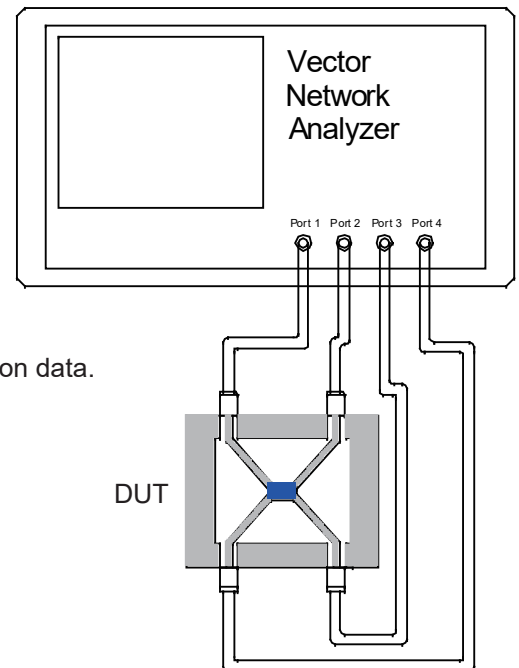 Vector
Network
Analyzer
Port 1 Port 2 Port 3 Port 4
on data.
DUT